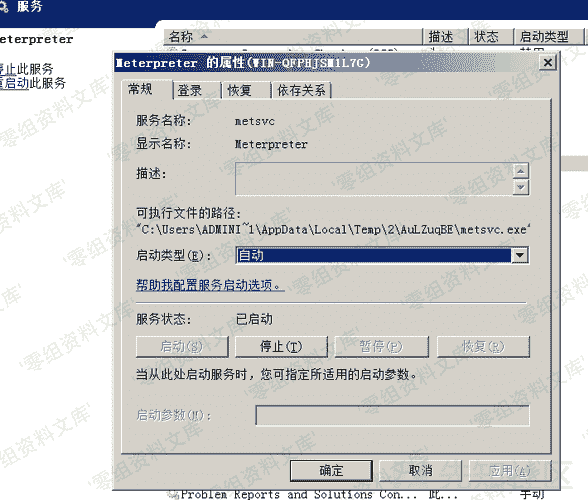 服务
eterpreter
停止此服务
重启动此服务
名称 描述 状态 启动类型
Meterpreter 的属性(WIN-QFPHJSM1L7G)
常规 登录 恢复 依存关系
服务名称: metsvc
显示名称: Meterpreter
描述:
可执行文件的路径:
"C:\Users\ADMINI~1\AppData\Local\Temp\2\AuLZuqBE\metsvc.exe"
启动类型(E): 自动
帮助我配置服务启动选项。
服务状态: 已启动
启动(S) 停止(T) 暂停(P) 恢复(R)
当从此处启动服务时,您可指定所适用的启动参数。
启动参数(M):
确定 取消 应用(A)
Problem Reports and Solutions Con... 此... 手动
'零组资料文库'